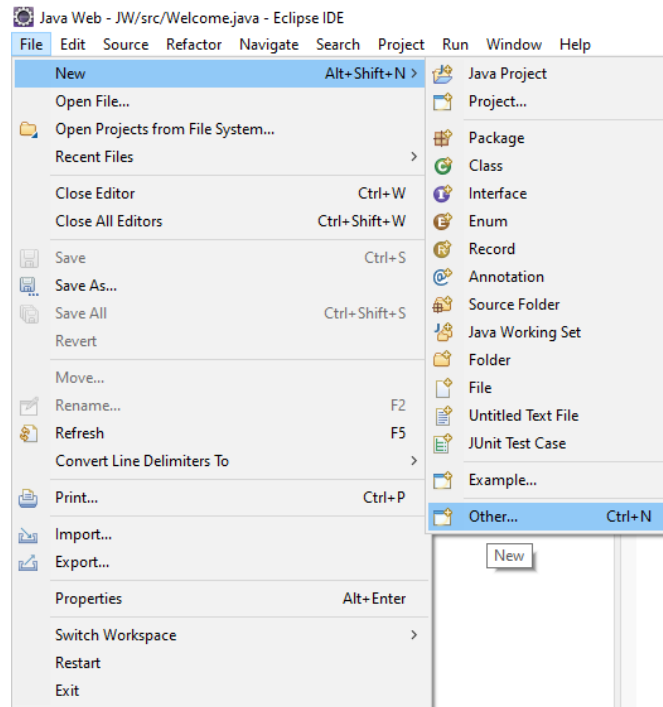 Java Web - JW/src/Welcome.java - Eclipse IDE
File Edit Source Refactor Navigate Search Project Run Window Help
New Alt+Shift+N >
Open File...
Open Projects from File System...
Recent Files >
Close Editor Ctrl+W
Close All Editors Ctrl+Shift+W
Save Ctrl+S
Save As...
Save All Ctrl+Shift+S
Revert
Move...
Rename... F2
Refresh F5
Convert Line Delimiters To >
Print... Ctrl+P
Import...
Export...
Properties Alt+Enter
Switch Workspace >
Restart
Exit
Java Project
Project...
Package
Class
Interface
Enum
Record
Annotation
Source Folder
Java Working Set
Folder
File
Untitled Text File
JUnit Test Case
Example...
Other... Ctrl+N
New